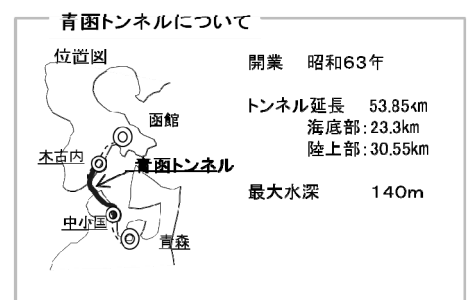 青函トンネルについて
位置図
函館
木古内
青函トンネル
中小国
青森
開業 昭和63年
トンネル延長 53.85km
海底部:23.3km
陸上部:30.55km
最大水深 140m